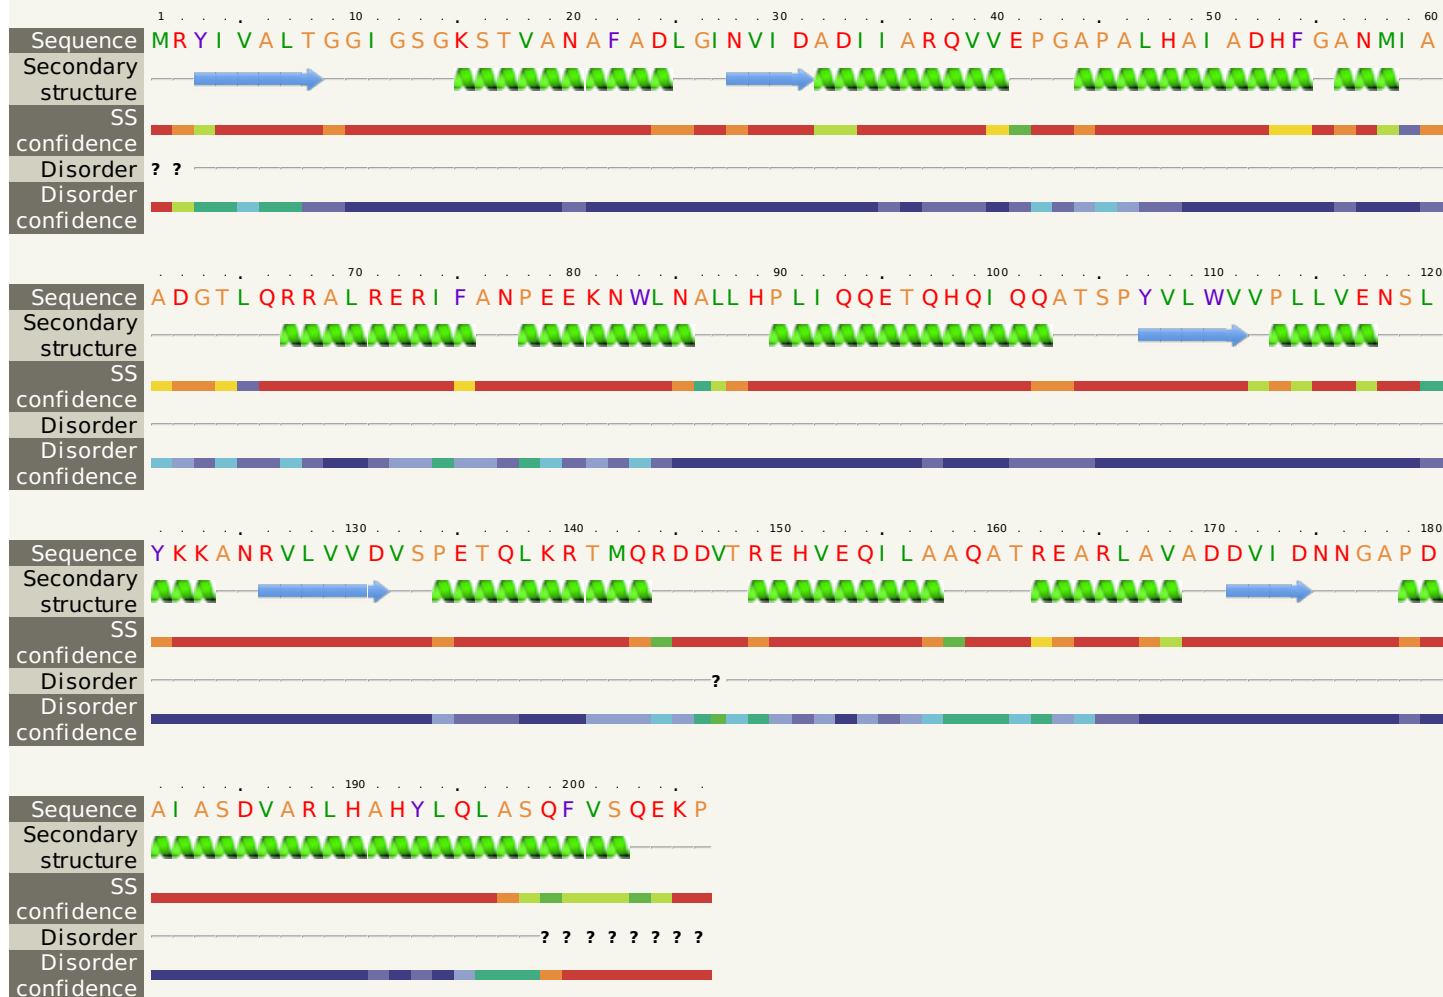 1 10 20 30 40 50 60
Sequence MRYIVALTGGIGSGKSTVANAFADLGINVIDADIIARQVVEPGAPALHAIADHFGANMIA
Secondary
structure
SS
confidence
Disorder ? ?
Disorder
confidence
70 80 90 100 110 120
Sequence ADGTLQRRALRERIFANPEEKNWLNALLHPLIQQETQHQIQQATSPYVLWVVPLLVENSL
Secondary
structure
SS
confidence
Disorder
Disorder
confidence
130 140 150 160 170 180
Sequence YKKANRVLVVDVSPETQLKRTMQRDDVTREHVEQILAAQATREARLAVADDVIDNNGAPD
Secondary
structure
SS
confidence
Disorder ?
Disorder
confidence
190 200
Sequence AIASDVARLHAHYLQLASQFVSQEKP
Secondary
structure
SS
confidence
Disorder ? ? ? ? ? ? ? ?
Disorder
confidence